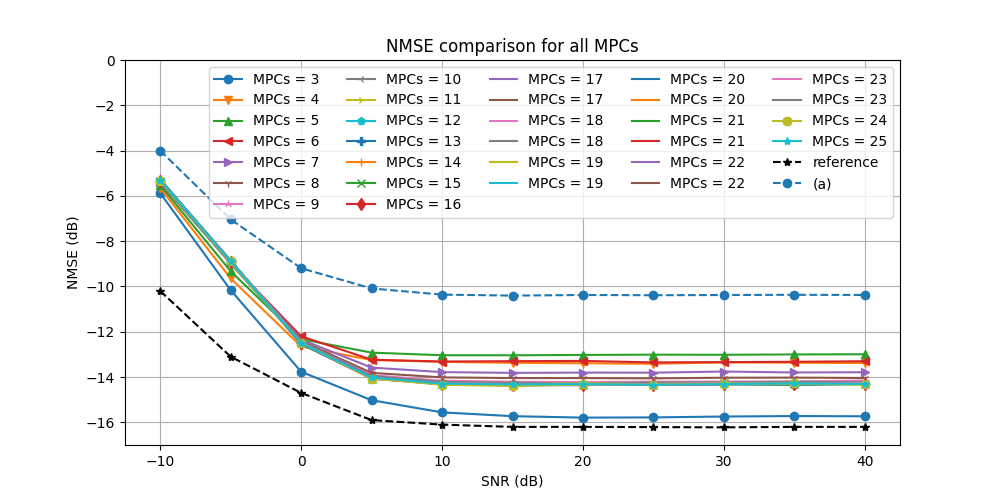 NMSE comparison for all MPCs
0
−2
−4
−6
−8
−10
−12
−14
−16
NMSE (dB)
MPCs = 3
MPCs = 4
MPCs = 5
MPCs = 6
MPCs = 7
MPCs = 8
MPCs = 9
MPCs = 10
MPCs = 11
MPCs = 12
MPCs = 13
MPCs = 14
MPCs = 15
MPCs = 16
MPCs = 17
MPCs = 17
MPCs = 18
MPCs = 18
MPCs = 19
MPCs = 19
MPCs = 20
MPCs = 20
MPCs = 21
MPCs = 21
MPCs = 22
MPCs = 22
MPCs = 23
MPCs = 23
MPCs = 24
MPCs = 25
reference
(a)
−10
0
10
20
30
40
SNR (dB)